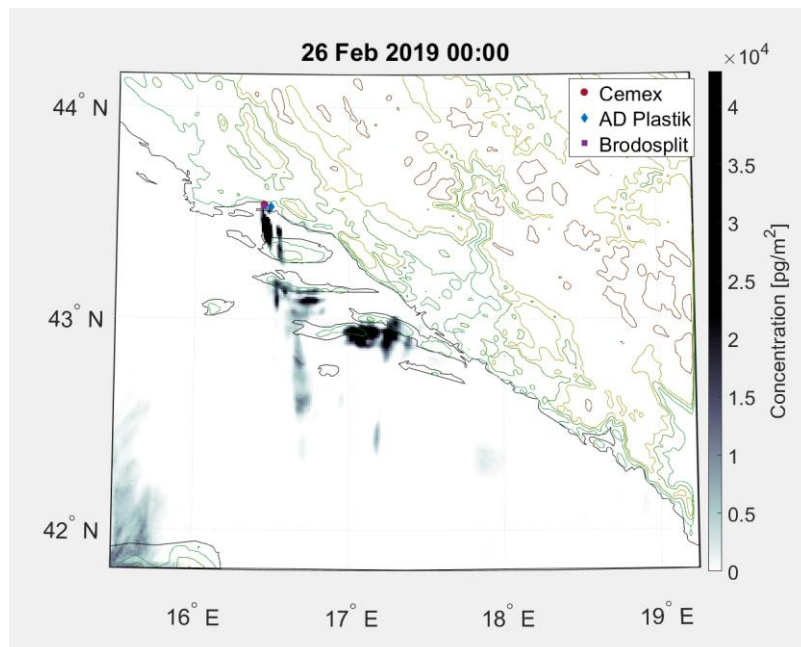 26 Feb 2019 00:00
×10⁴
Cemex
AD Plastik
Brodosplit
44° N
43° N
42° N
16° E
17° E
18° E
19° E
4
3.5
3
2.5
2
1.5
1
0.5
0
Concentration [pg/m²]